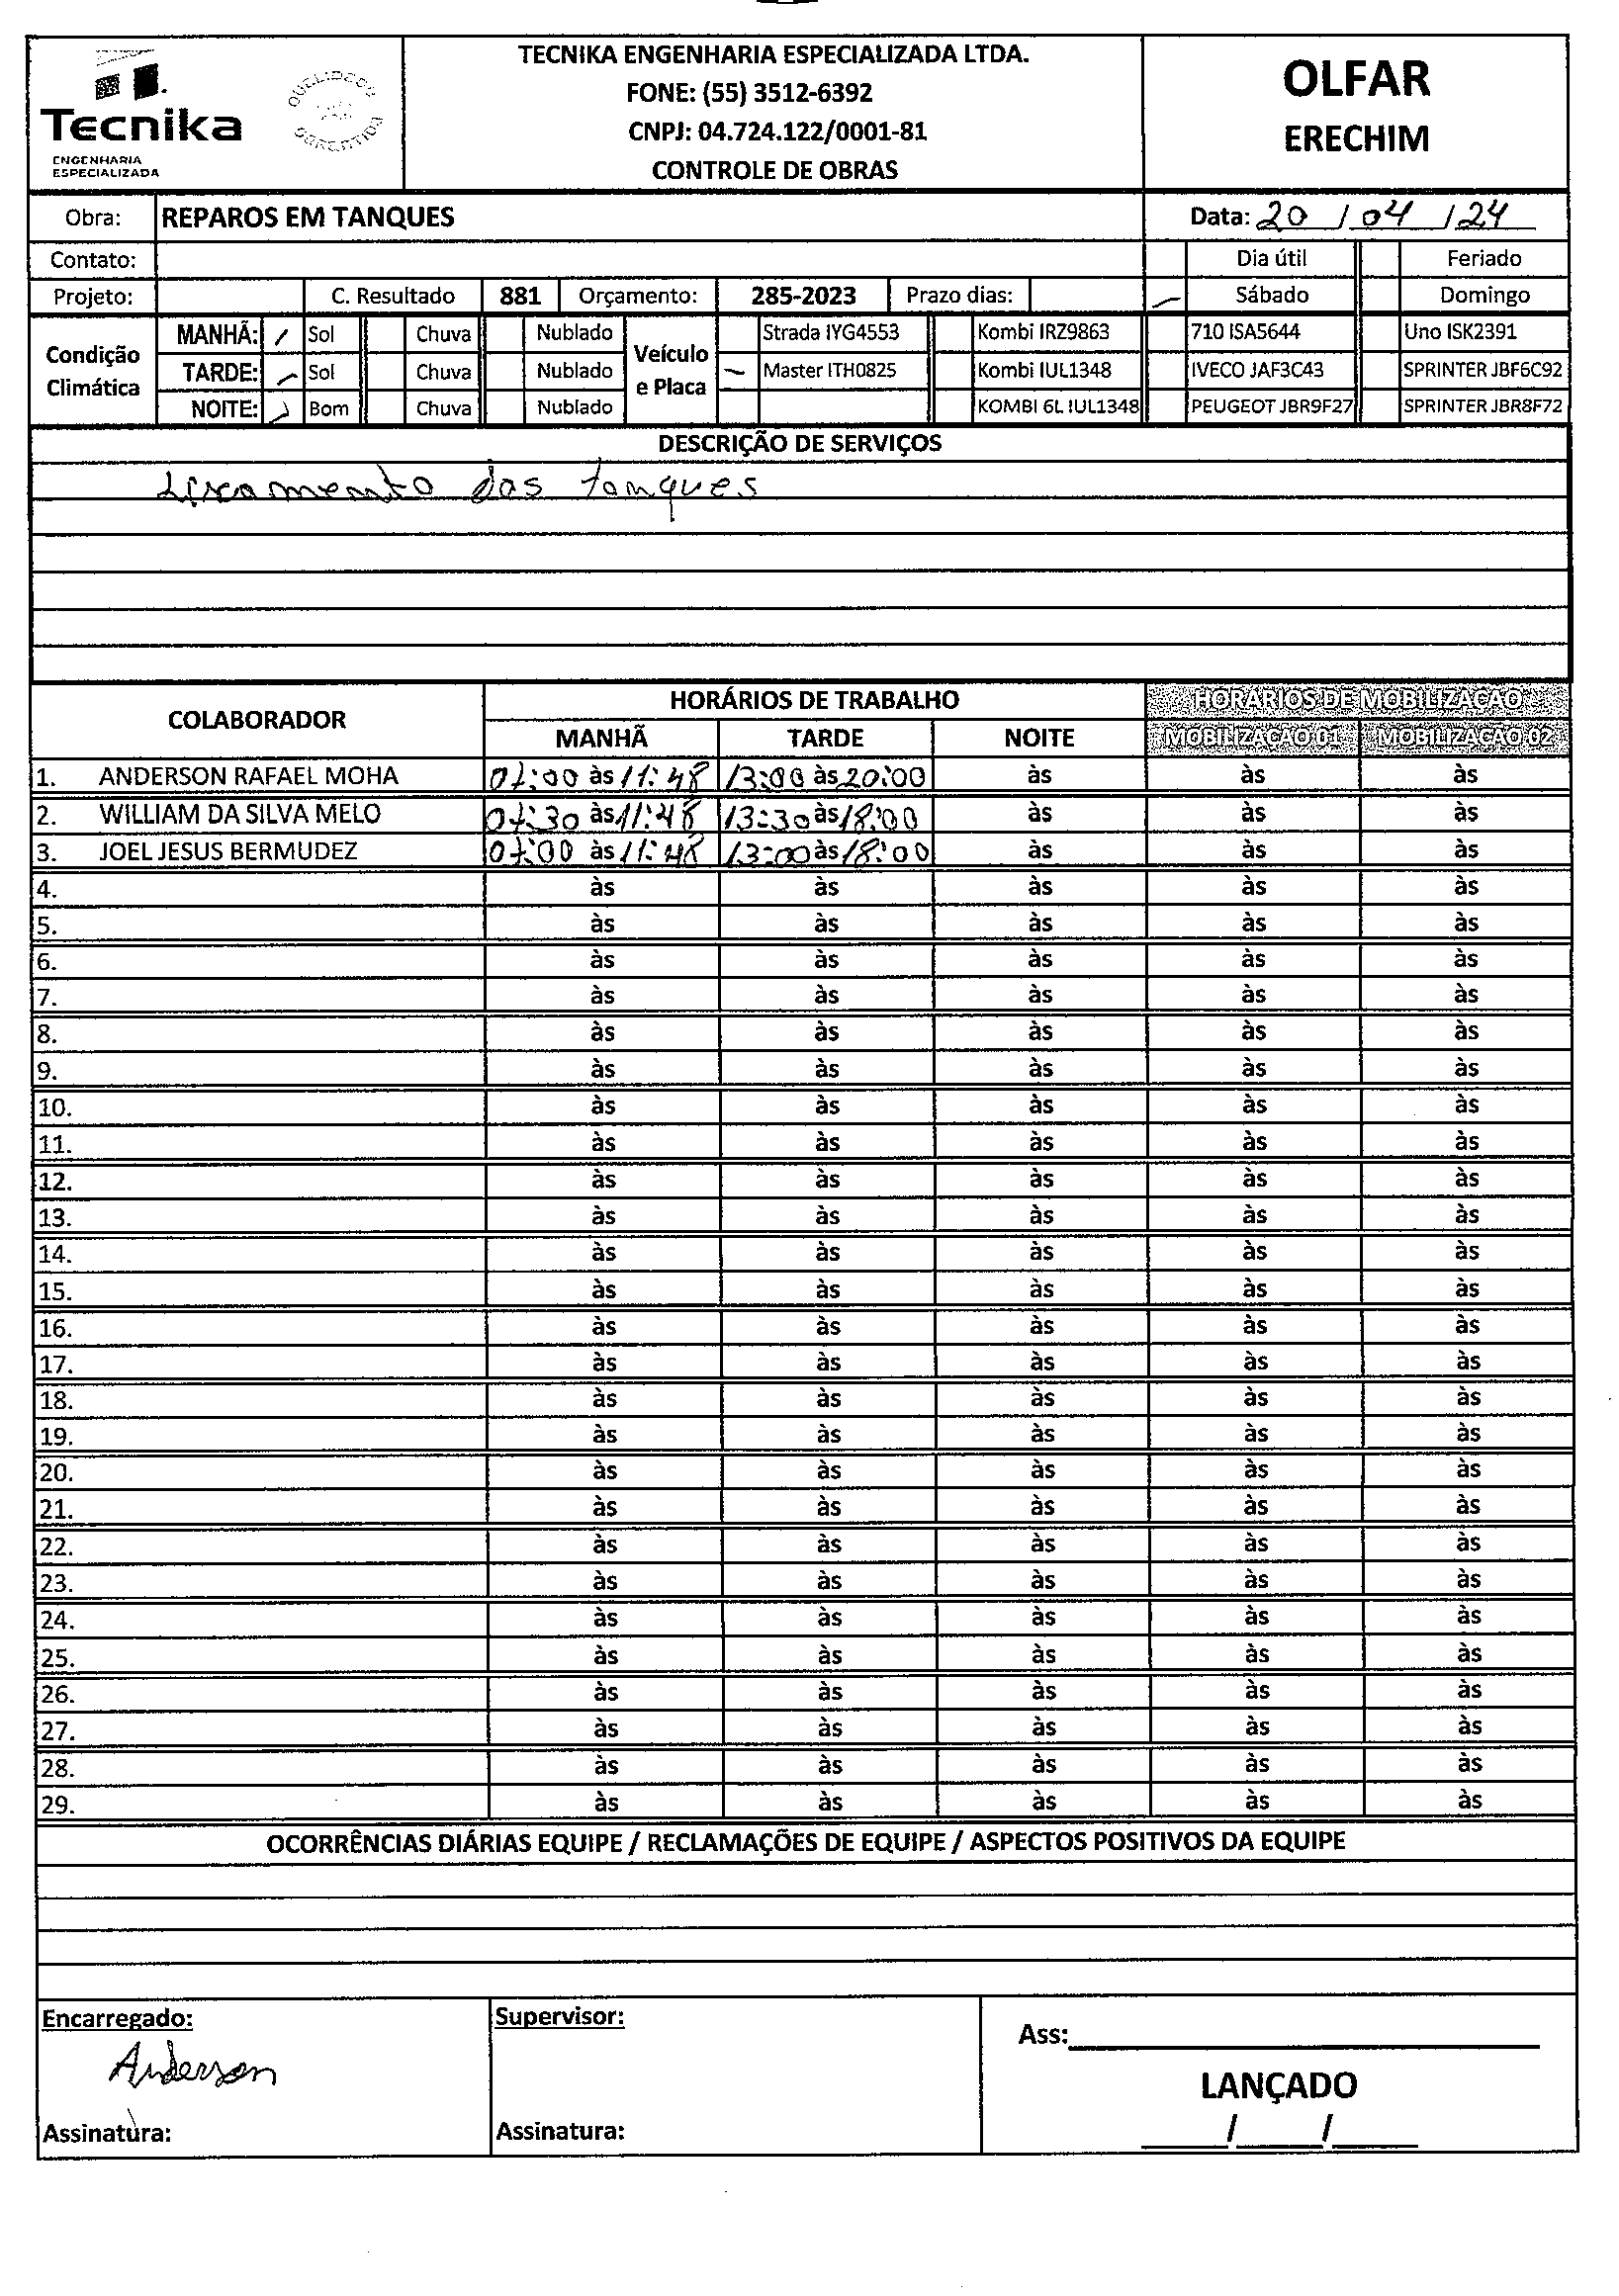 TECNIKA ENGENHARIA ESPECIALIZADA LTDA.
FONE: (55) 3512-6392
CNPJ: 04.724.122/0001-81
CONTROLE DE OBRAS
Tecnika
ENGENHARIA
ESPECIALIZADA
OLFAR
ERECHIM
Obra: REPAROS EM TANQUES Data: 20/04/24
Contato: Dia útil Feriado
Projeto: C. Resultado 881 Orçamento: 285-2023 Prazo dias: Sábado Domingo
Condição Climática
MANHÃ: Sol Chuva Nublado
TARDE: Sol Chuva Nublado
NOITE: Bom Chuva Nublado
Veículo e Placa
Strada IYG4553 Kombi IRZ9863 710 ISA5644 Uno ISK2391
Master ITH0825 Kombi IUL1348 IVECO JAF3C43 SPRINTER JBF6C92
KOMBI 6L IUL1348 PEUGEOT JBR9F27 SPRINTER JBR8F72
DESCRIÇÃO DE SERVIÇOS
Lixamento dos tanques
COLABORADOR HORÁRIOS DE TRABALHO HORÁRIOS DE MOBILIZAÇÃO
MANHÃ TARDE NOITE MOBILIZAÇÃO 01 MOBILIZAÇÃO 02
1. ANDERSON RAFAEL MOHA 07:00 às 11:48 13:00 às 20:00 às às às
2. WILLIAM DA SILVA MELO 07:30 às 11:48 13:30 às 18:00 às às às
3. JOEL JESUS BERMUDEZ 07:00 às 11:48 13:00 às 18:00 às às às
4. às às às às às
5. às às às às às
6. às às às às às
7. às às às às às
8. às às às às às
9. às às às às às
10. às às às às às
11. às às às às às
12. às às às às às
13. às às às às às
14. às às às às às
15. às às às às às
16. às às às às às
17. às às às às às
18. às às às às às
19. às às às às às
20. às às às às às
21. às às às às às
22. às às às às às
23. às às às às às
24. às às às às às
25. às às às às às
26. às às às às às
27. às às às às às
28. às às às às às
29. às às às às às
OCORRÊNCIAS DIÁRIAS EQUIPE / RECLAMAÇÕES DE EQUIPE / ASPECTOS POSITIVOS DA EQUIPE
Encarregado: Supervisor: Ass:
Anderson
LANÇADO
Assinatura: Assinatura: / /